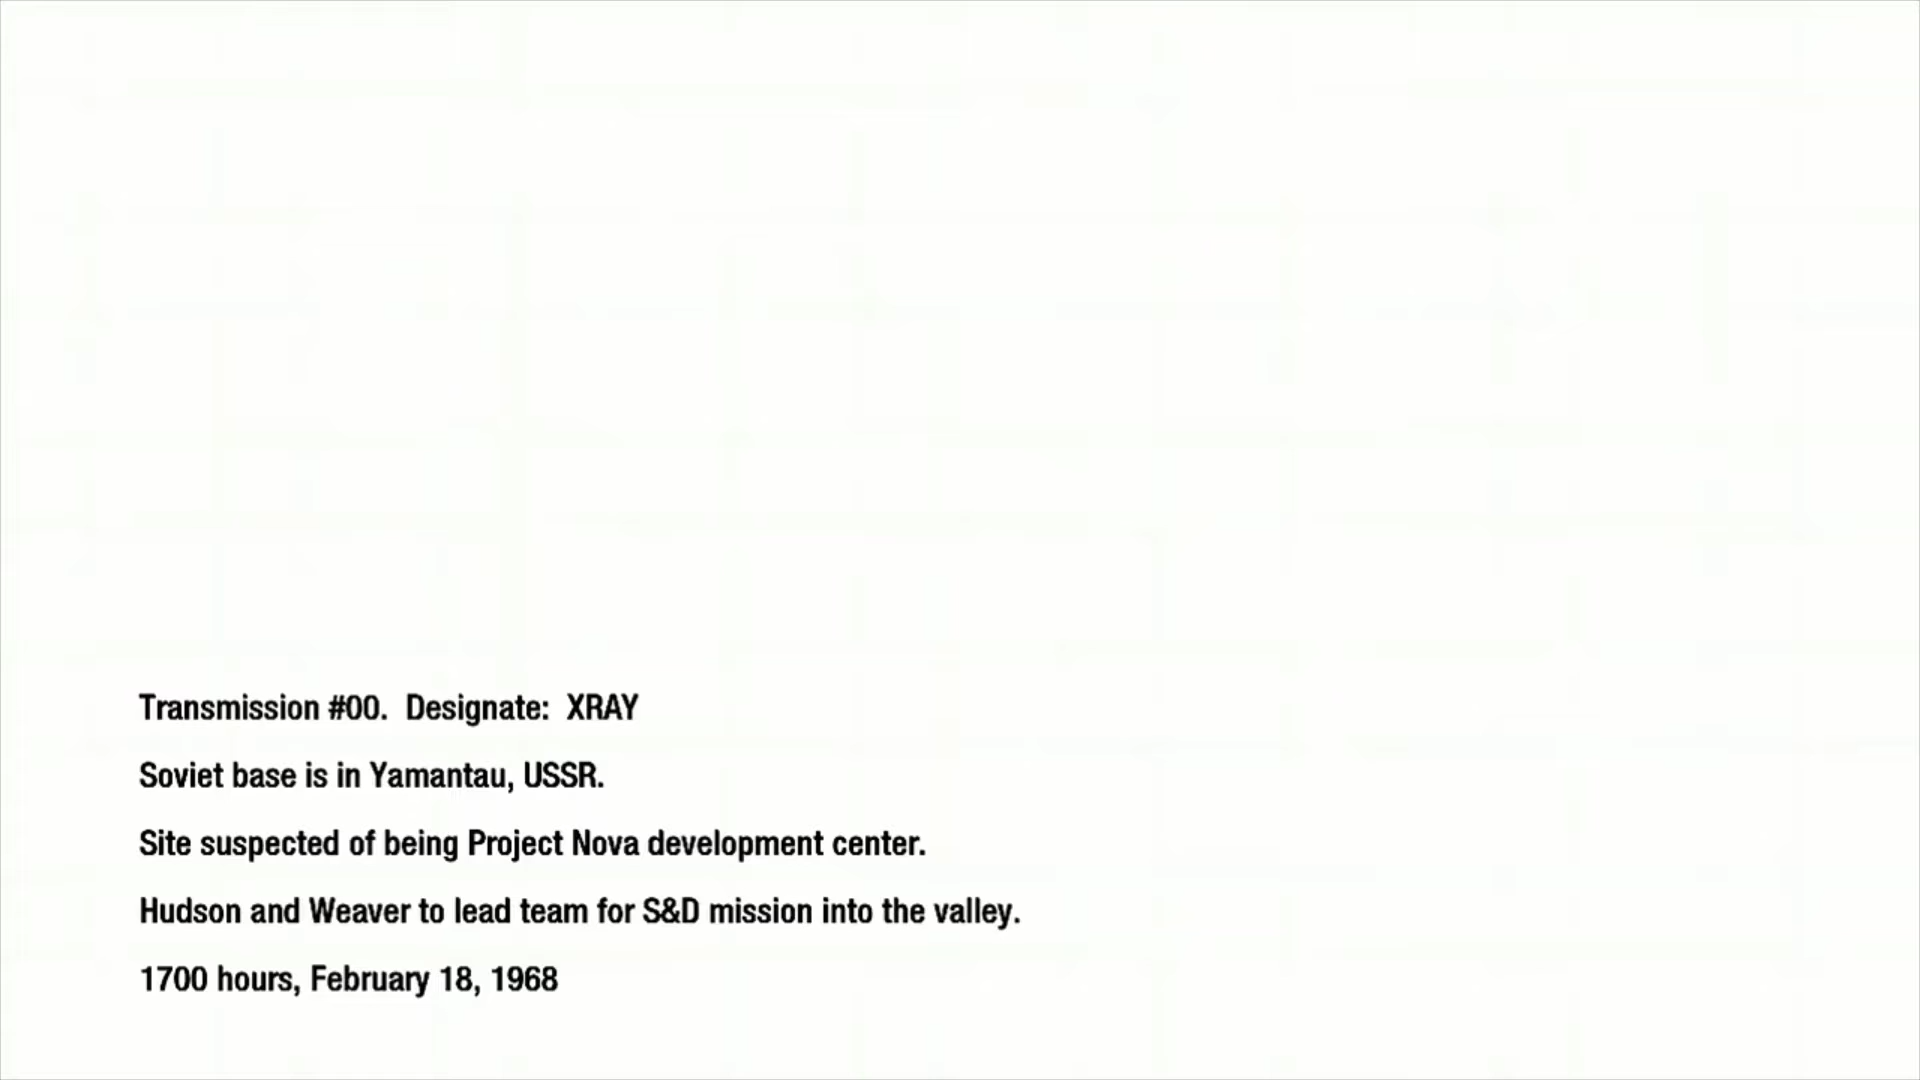 Transmission #00.  Designate:  XRAY
Soviet base is in Yamantau, USSR.
Site suspected of being Project Nova development center.
Hudson and Weaver to lead team for S&D mission into the valley.
1700 hours, February 18, 1968